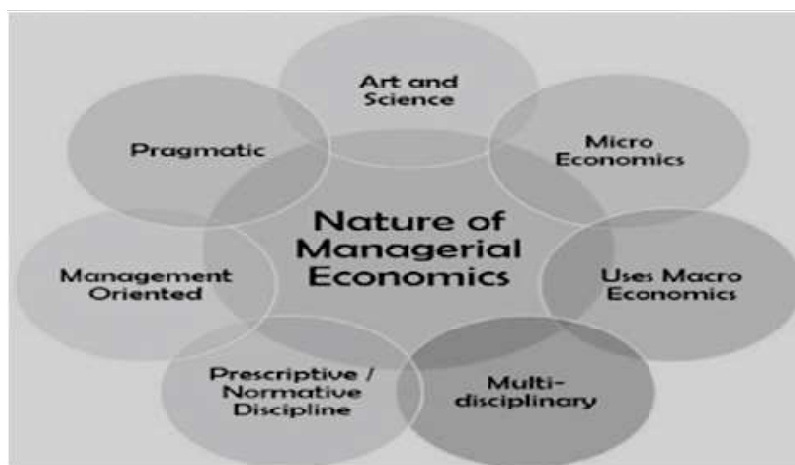 Art and
Science
Micro
Economics
Uses Macro
Economics
Multi-
disciplinary
Prescriptive /
Normative
Discipline
Management
Oriented
Pragmatic
Nature of
Managerial
Economics